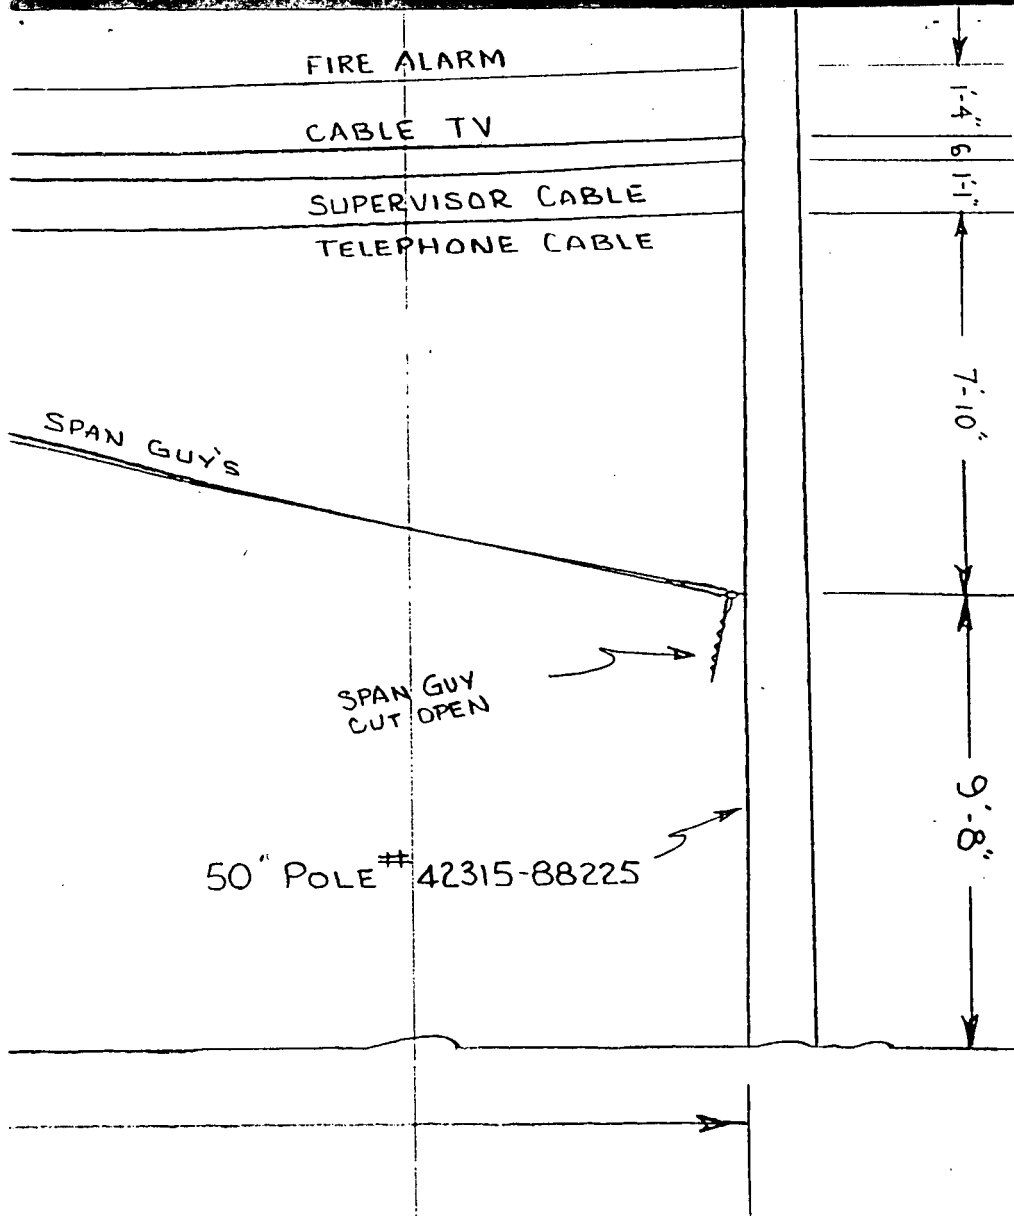 FIRE ALARM
CABLE TV
SUPERVISOR CABLE
TELEPHONE CABLE
1'-4"
6
1'-1"
7'-10"
SPAN GUY'S
SPAN GUY
CUT OPEN
9'-8"
50" POLE # 42315-88225